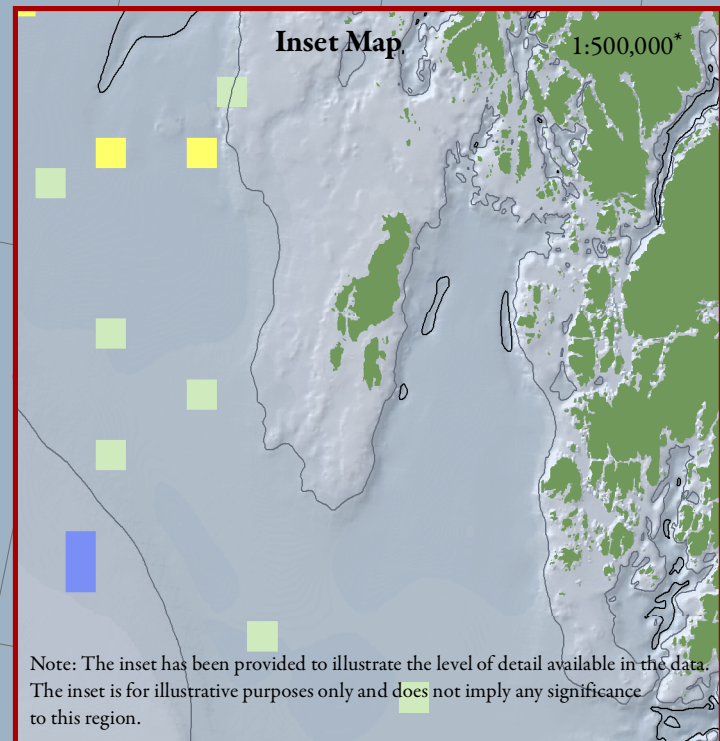 Inset Map
1:500,000*
Note: The inset has been provided to illustrate the level of detail available in the data.
The inset is for illustrative purposes only and does not imply any significance
to this region.